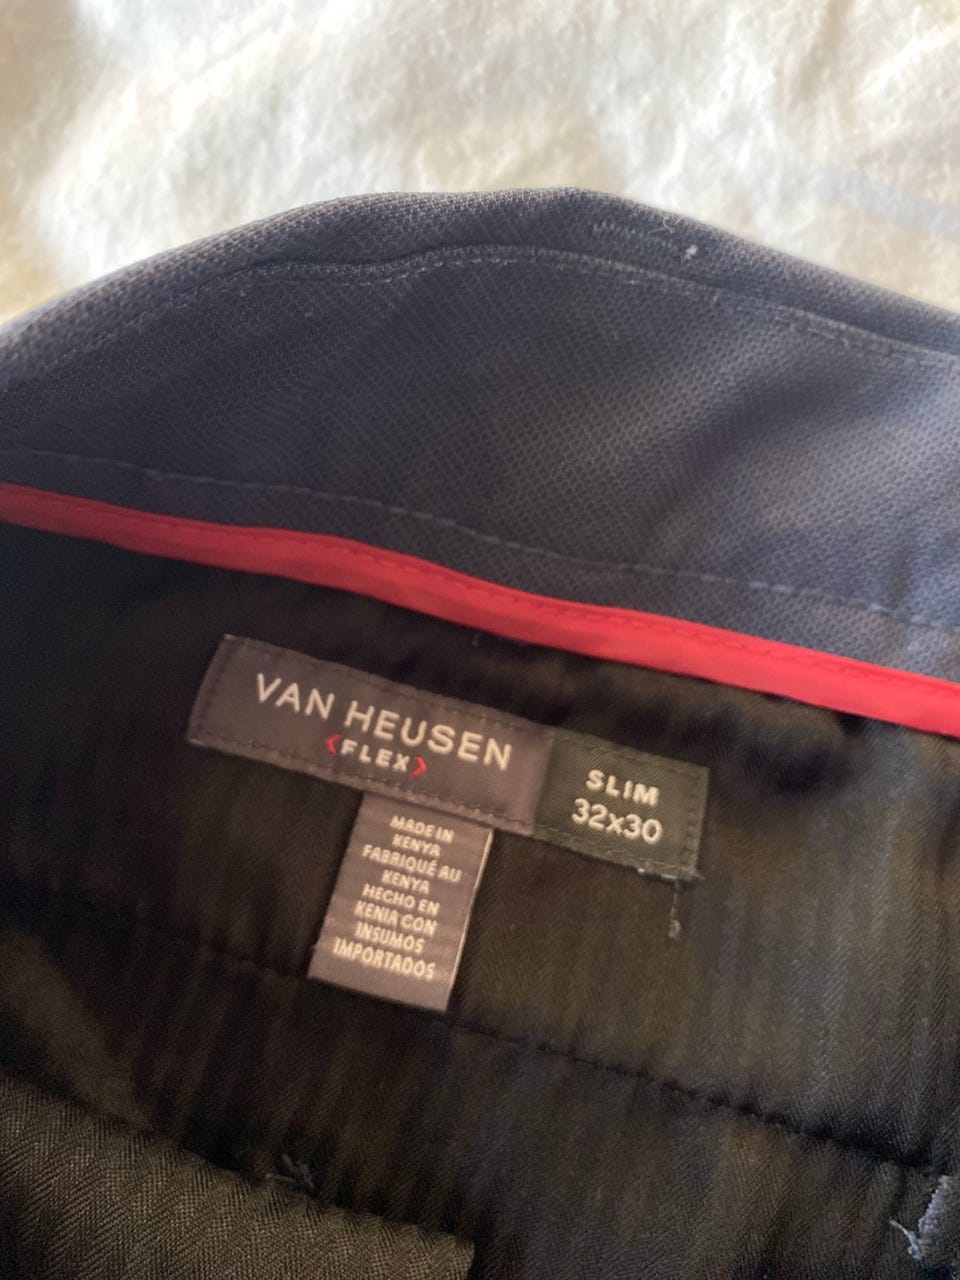 VAN HEUSEN
<FLEX>
SLIM
32x30
MADE IN
KENYA
FABRIQUÉ AU
KENYA
HECHO EN
KENIA CON
INSUMOS
IMPORTADOS